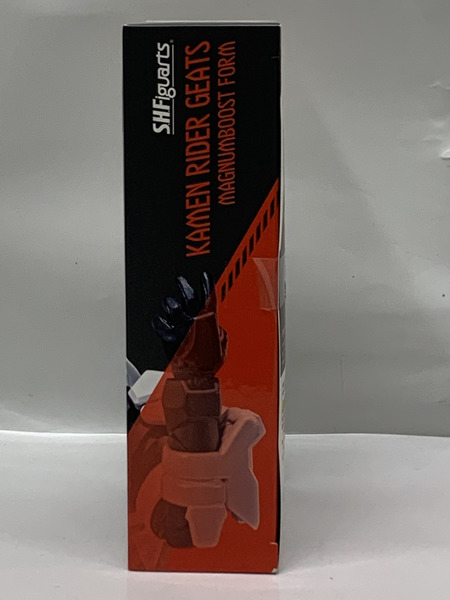 S.H.Figuarts
KAMEN RIDER GEATS
MAGNUMBOOST FORM